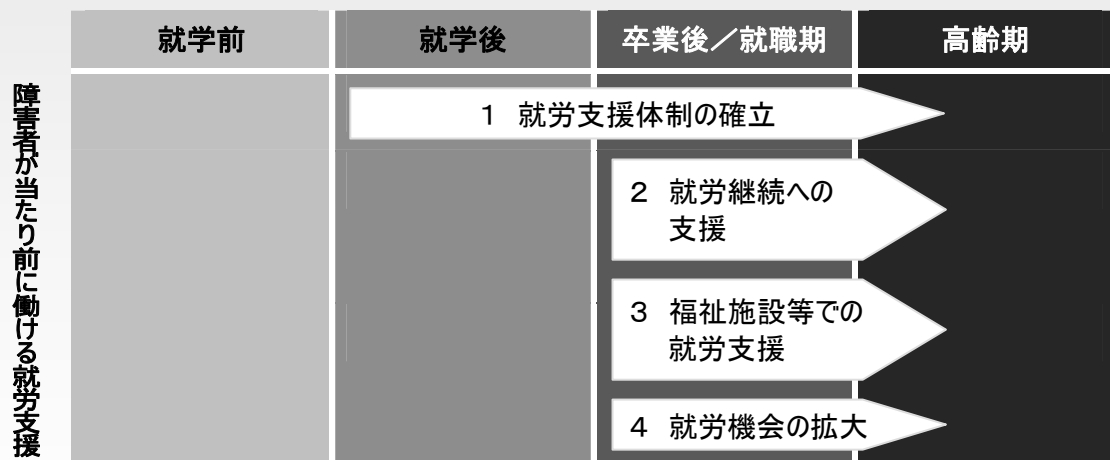 就学前
就学後
卒業後／就職期
高齢期
障害者が当たり前に働ける就労支援
１ 就労支援体制の確立
２ 就労継続への
支援
３ 福祉施設等での
就労支援
４ 就労機会の拡大